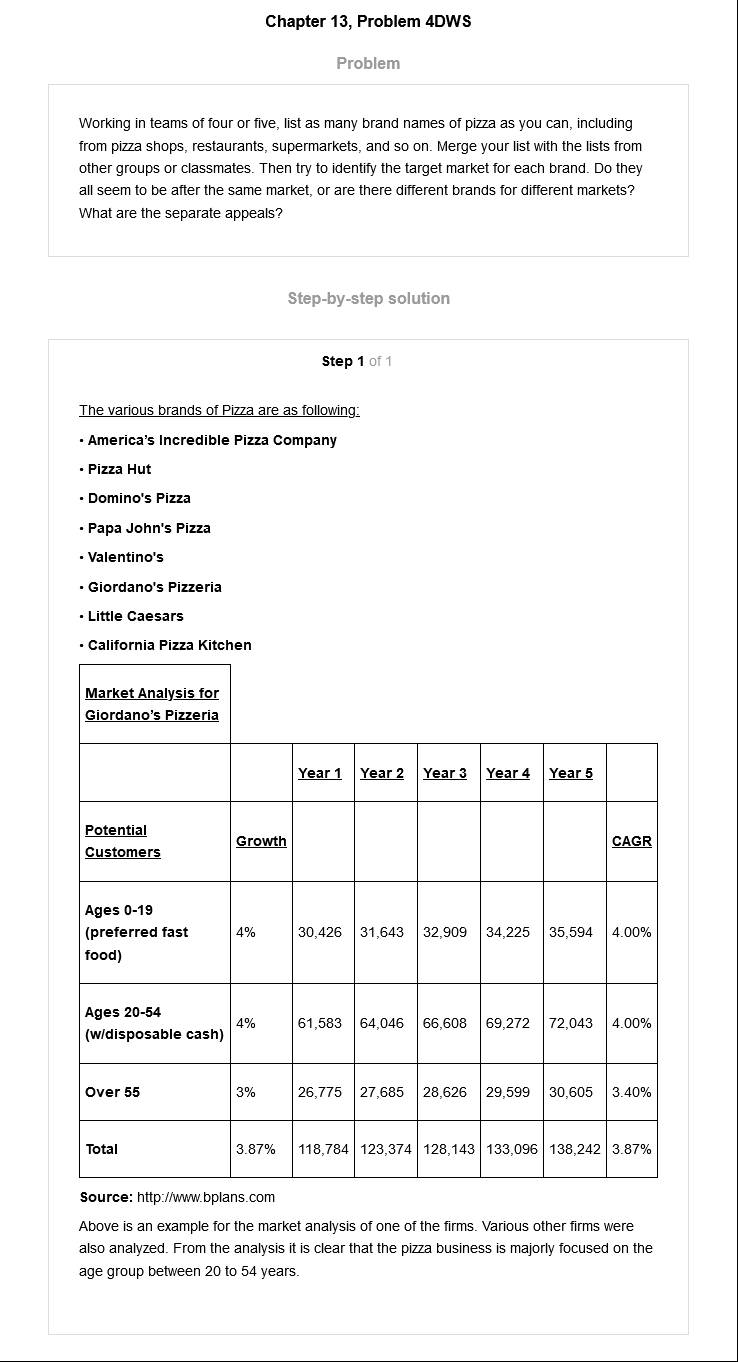 Chapter 13, Problem 4DWS
Problem
Working in teams of four or five, list as many brand names of pizza as you can, including
from pizza shops, restaurants, supermarkets, and so on. Merge your list with the lists from
other groups or classmates. Then try to identify the target market for each brand. Do they
all seem to be after the same market, or are there different brands for different markets?
What are the separate appeals?
Step-by-step solution
Step 1 of 1
The various brands of Pizza are as following:
• America's Incredible Pizza Company
• Pizza Hut
• Domino's Pizza
• Papa John's Pizza
• Valentino's
• Giordano's Pizzeria
• Little Caesars
• California Pizza Kitchen
Market Analysis for
Giordano's Pizzeria
Year 1 Year 2 Year 3 Year 4 Year 5
Potential
Customers
Growth CAGR
Ages 0-19
(preferred fast
food)
4% 30,426 31,643 32,909 34,225 35,594 4.00%
Ages 20-54
(w/disposable cash)
4% 61,583 64,046 66,608 69,272 72,043 4.00%
Over 55 3% 26,775 27,685 28,626 29,599 30,605 3.40%
Total 3.87% 118,784 123,374 128,143 133,096 138,242 3.87%
Source: http://www.bplans.com
Above is an example for the market analysis of one of the firms. Various other firms were
also analyzed. From the analysis it is clear that the pizza business is majorly focused on the
age group between 20 to 54 years.